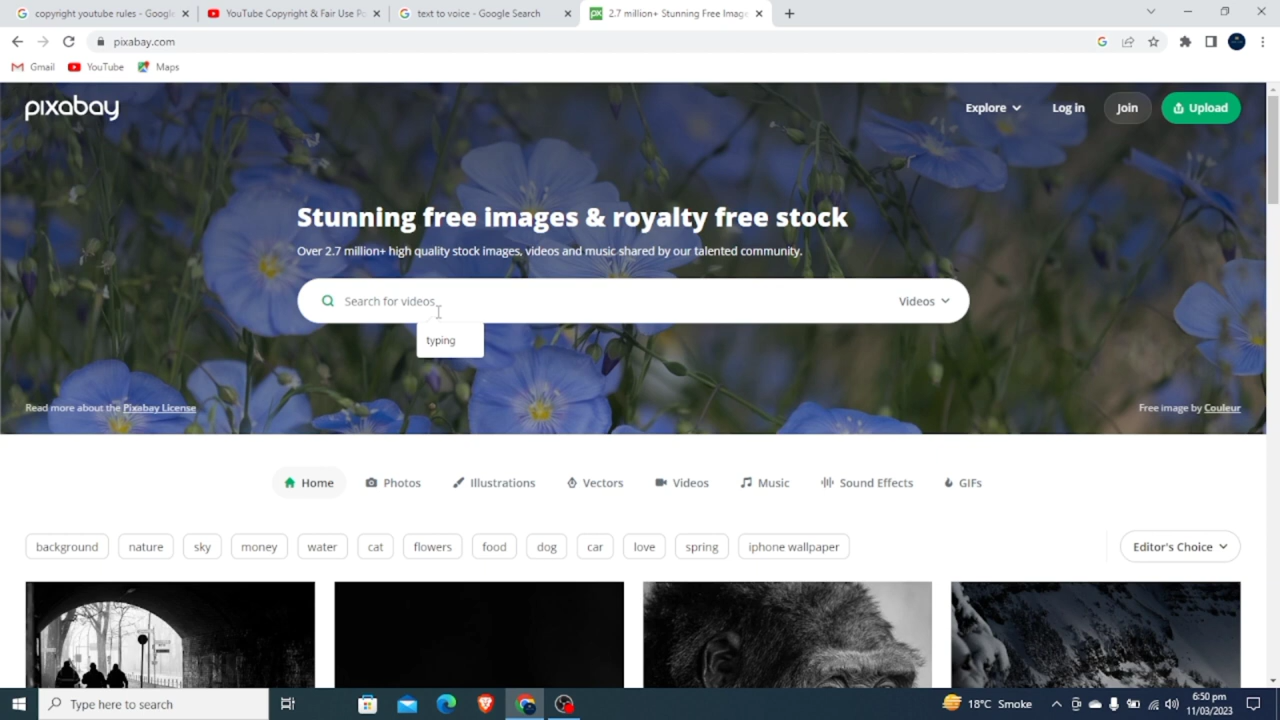 copyright youtube rules - Google
YouTube Copyright & Fair Use Po
text to voice - Google Search
2.7 million+ Stunning Free Image
pixabay.com
Gmail
YouTube
Maps
pixabay
Explore
Log in
Join
Upload
Stunning free images & royalty free stock
Over 2.7 million+ high quality stock images, videos and music shared by our talented community.
Search for videos
Videos
typing
Read more about the Pixabay License
Free image by Couleur
Home
Photos
Illustrations
Vectors
Videos
Music
Sound Effects
GIFs
background
nature
sky
money
water
cat
flowers
food
dog
car
love
spring
iphone wallpaper
Editor's Choice
Type here to search
18°C Smoke
6:50 pm
11/03/2023